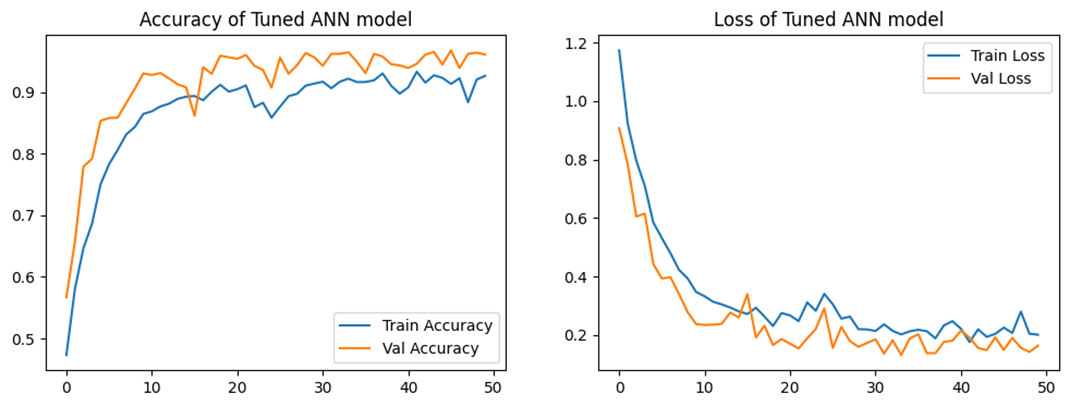 Accuracy of Tuned ANN model
0.9
0.8
0.7
0.6
0.5
0 10 20 30 40 50
Train Accuracy
Val Accuracy
Loss of Tuned ANN model
1.2
1.0
0.8
0.6
0.4
0.2
0 10 20 30 40 50
Train Loss
Val Loss